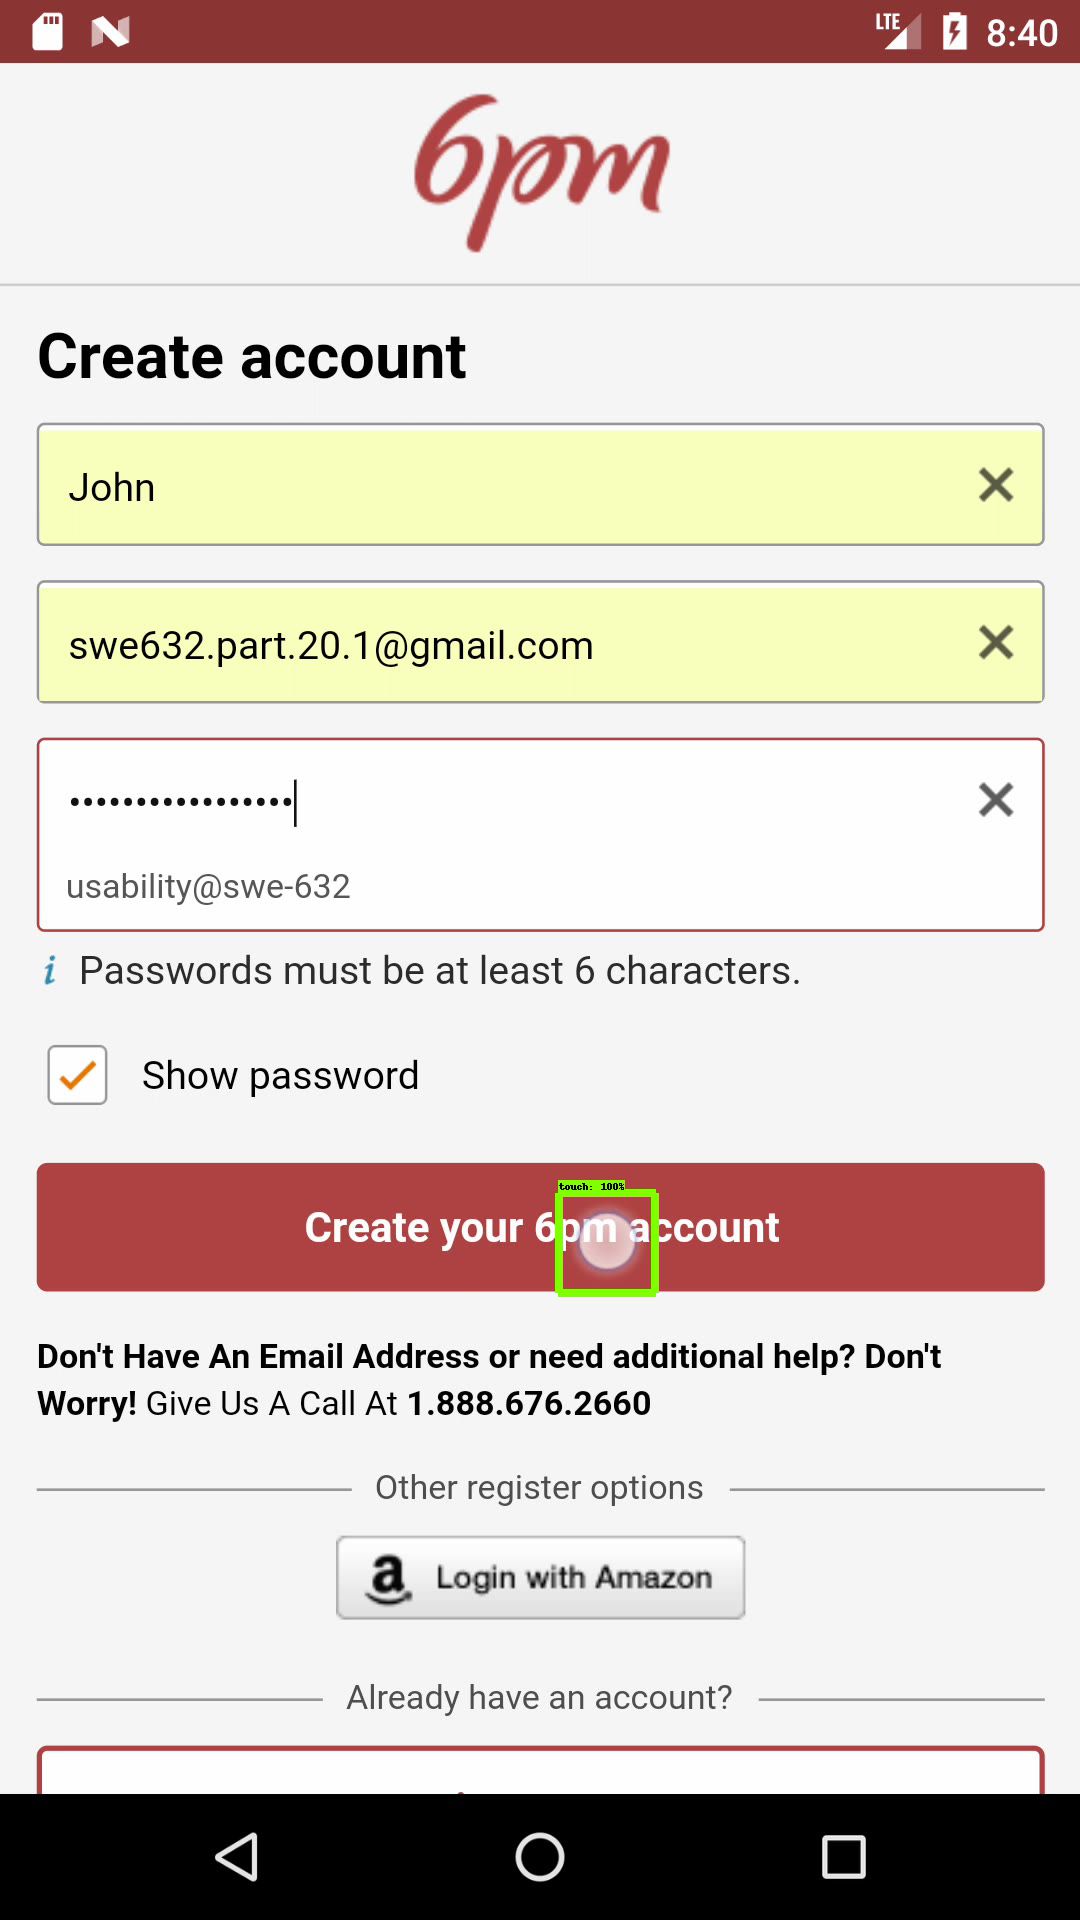 LTE 8:40
6pm
Create account
John
swe632.part.20.1@gmail.com
•••••••••••••••••
usability@swe-632
i Passwords must be at least 6 characters.
Show password
touch: 100%
Create your 6pm account
Don't Have An Email Address or need additional help? Don't
Worry! Give Us A Call At 1.888.676.2660
Other register options
a Login with Amazon
Already have an account?